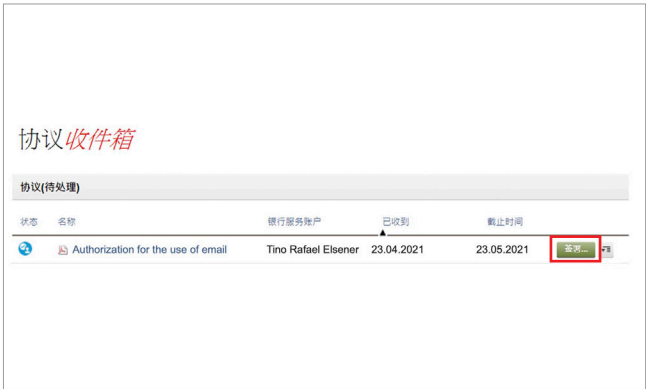 协议收件箱
协议(待处理)
状态 名称 银行服务账户 已收到 截止时间
Authorization for the use of email Tino Rafael Elsener 23.04.2021 23.05.2021 签署...